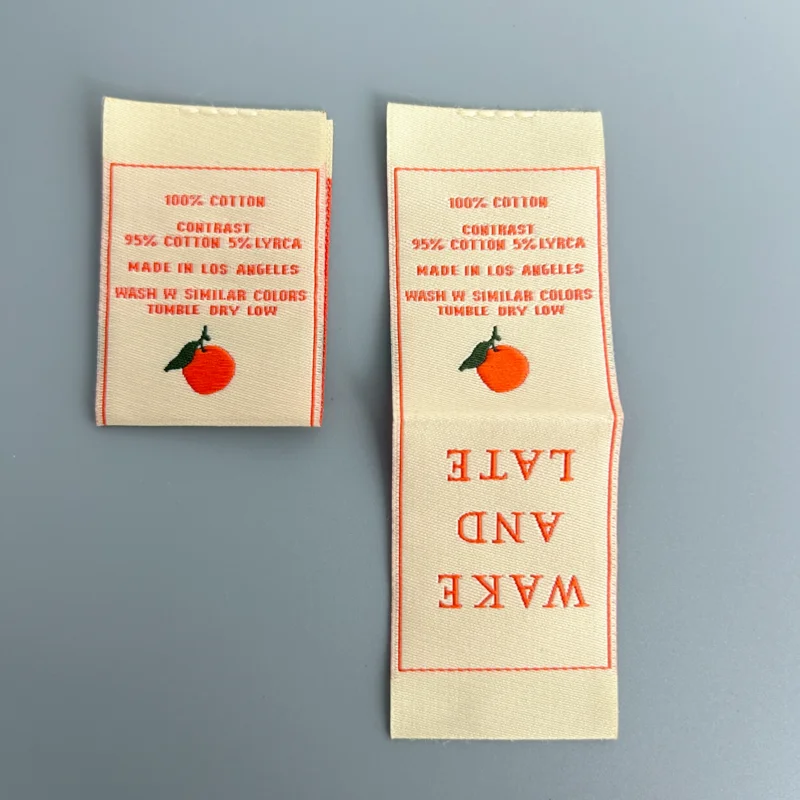 100% COTTON
CONTRAST
95% COTTON 5% LYRCA
MADE IN LOS ANGELES
WASH W SIMILAR COLORS
TUMBLE DRY LOW
100% COTTON
CONTRAST
95% COTTON 5% LYRCA
MADE IN LOS ANGELES
WASH W SIMILAR COLORS
TUMBLE DRY LOW
WAKE
AND
LATE